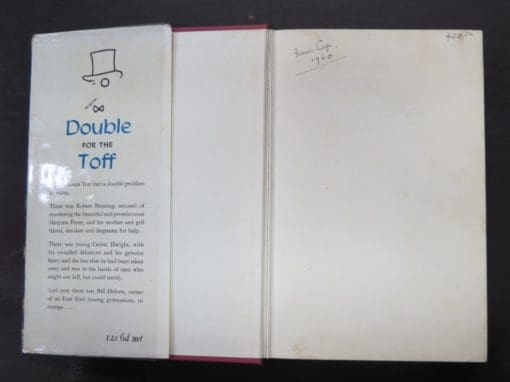 Double
FOR THE
Toff
Toff had a double problem
to solve.
There was Robert Benning, accused of
murdering the beautiful and promiscuous
Marjorie Fryer, and his mother and girl
friend, desolate and desperate for help.
There was young Cedric Dwight, with
his so-called delusions and his genuine
fears; and the fact that he had been taken
away and was in the hands of men who
might not kill, but could terrify.
And now there was Bill Ebbutt, owner
of an East End boxing gymnasium, to
avenge . . . .
12s 6d net
1960